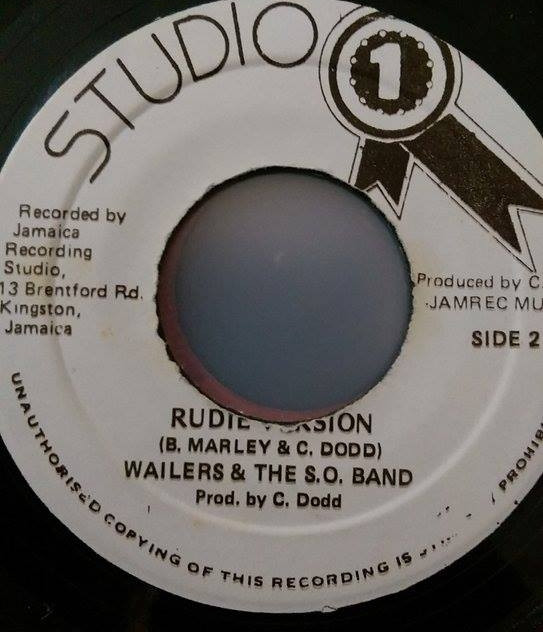 STUDIO
1
Recorded by
Jamaica
Recording
Studio,
13 Brentford Rd.
Kingston,
Jamaica
Produced by C.
JAMREC MU
SIDE 2
RUDIE VERSION
(B. MARLEY & C. DODD)
WAILERS & THE S.O. BAND
Prod. by C. Dodd
UNAUTHORISED COPYING OF THIS RECORDING IS